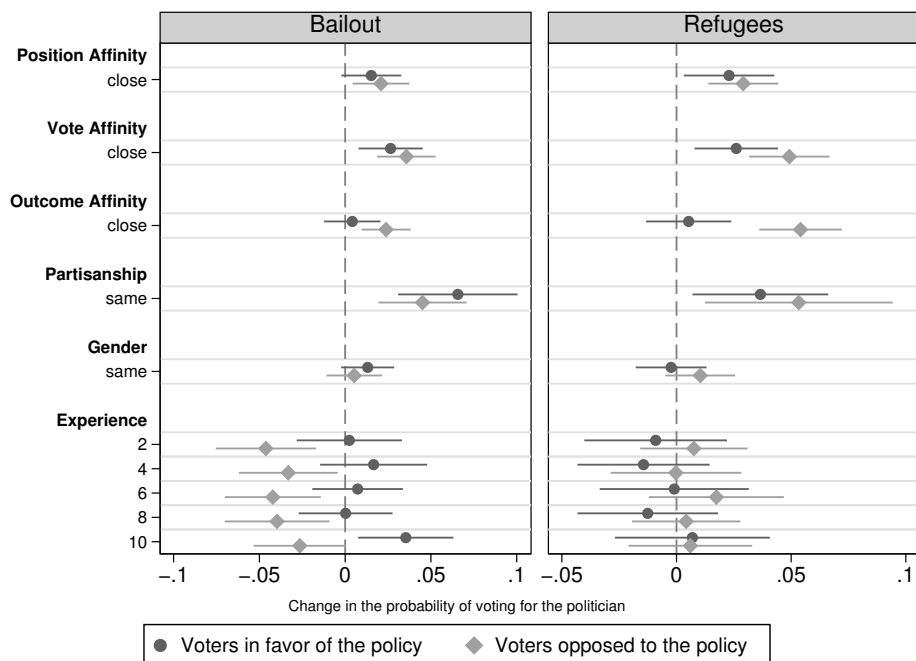 Bailout
Refugees
Position Affinity
close
Vote Affinity
close
Outcome Affinity
close
Partisanship
same
Gender
same
Experience
2
4
6
8
10
-.1 -.05 0 .05 .1
-.05 0 .05 .1
Change in the probability of voting for the politician
Voters in favor of the policy
Voters opposed to the policy